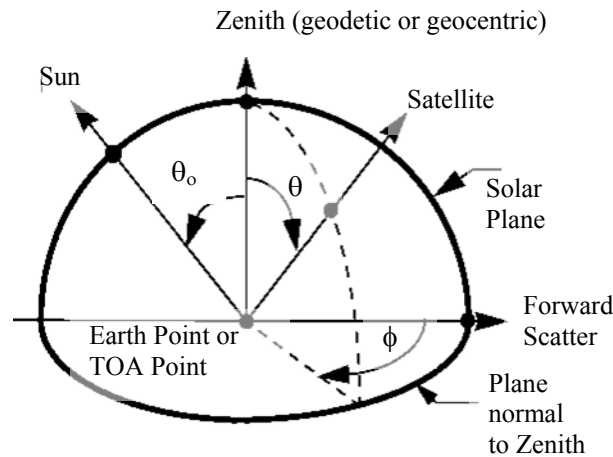 Zenith (geodetic or geocentric)
Sun
Satellite
θo
θ
Solar
Plane
Earth Point or
TOA Point
ϕ
Forward
Scatter
Plane
normal
to Zenith